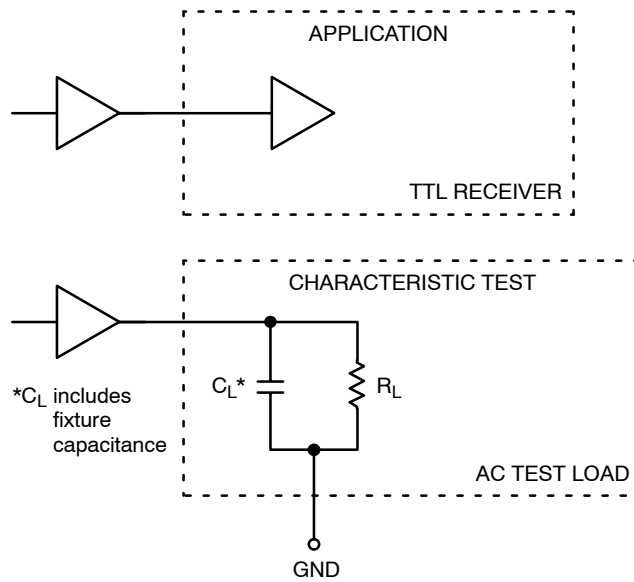 APPLICATION
TTL RECEIVER
CHARACTERISTIC TEST
*CL includes
fixture
capacitance
CL*
RL
AC TEST LOAD
GND